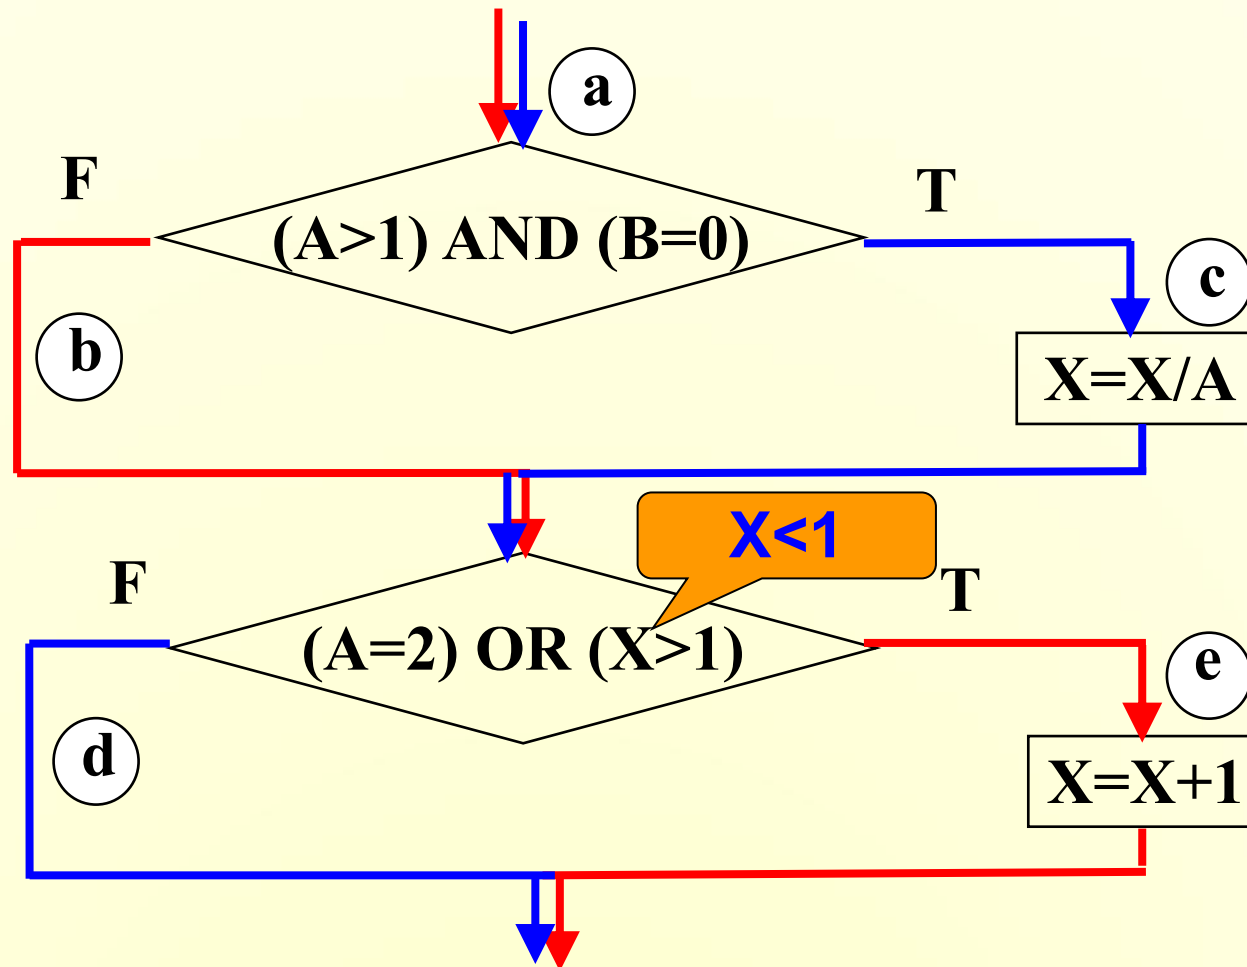 a
F
T
(A>1) AND (B=0)
c
b
X=X/A
X<1
F
T
(A=2) OR (X>1)
e
d
X=X+1